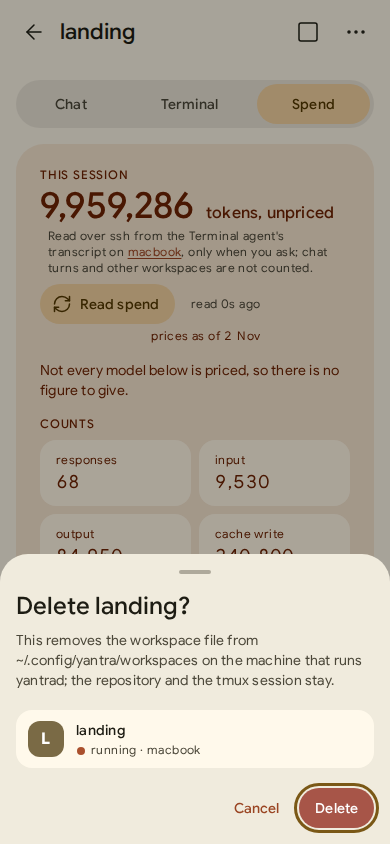 landing
Chat
Terminal
Spend
THIS SESSION
9,959,286 tokens, unpriced
Read over ssh from the Terminal agent's
transcript on macbook, only when you ask; chat
turns and other workspaces are not counted.
Read spend
read 0s ago
prices as of 2 Nov
Not every model below is priced, so there is no
figure to give.
COUNTS
responses
68
input
9,530
output
cache write
Delete landing?
This removes the workspace file from
~/.config/yantra/workspaces on the machine that runs
yantrad; the repository and the tmux session stay.
L
landing
running · macbook
Cancel
Delete